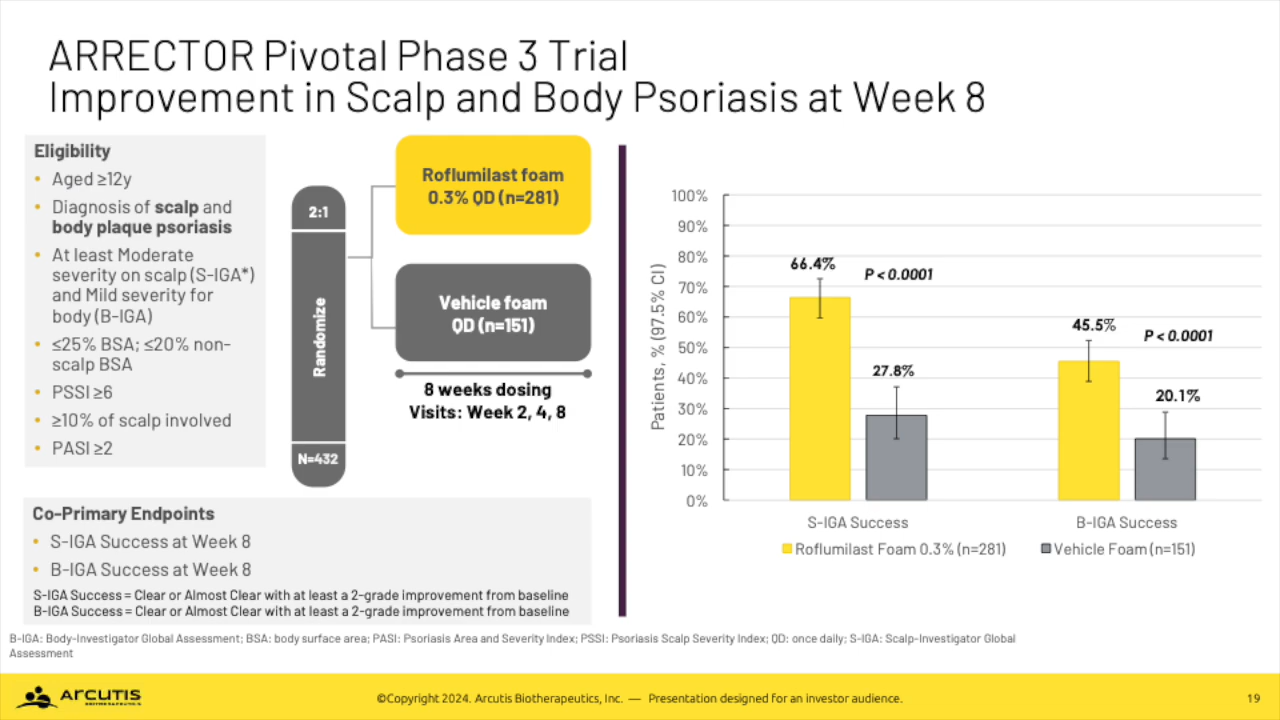 ARRECTOR Pivotal Phase 3 Trial
Improvement in Scalp and Body Psoriasis at Week 8
Eligibility
• Aged ≥12y
• Diagnosis of scalp and
body plaque psoriasis
• At least Moderate
severity on scalp (S-IGA*)
and Mild severity for
body (B-IGA)
• ≤25% BSA; ≤20% non-
scalp BSA
• PSSI ≥6
• ≥10% of scalp involved
• PASI ≥2
2:1
Randomize
N=432
Roflumilast foam
0.3% QD (n=281)
Vehicle foam
QD (n=151)
8 weeks dosing
Visits: Week 2, 4, 8
Co-Primary Endpoints
• S-IGA Success at Week 8
• B-IGA Success at Week 8
S-IGA Success = Clear or Almost Clear with at least a 2-grade improvement from baseline
B-IGA Success = Clear or Almost Clear with at least a 2-grade improvement from baseline
Patients, % (97.5% CI)
100%
90%
80%
70%
60%
50%
40%
30%
20%
10%
0%
66.4%
P < 0.0001
27.8%
45.5%
P < 0.0001
20.1%
S-IGA Success
B-IGA Success
Roflumilast Foam 0.3% (n=281)
Vehicle Foam (n=151)
B-IGA: Body-Investigator Global Assessment; BSA: body surface area; PASI: Psoriasis Area and Severity Index; PSSI: Psoriasis Scalp Severity Index; QD: once daily; S-IGA: Scalp-Investigator Global
Assessment
ARCUTIS
BIOTHERAPEUTICS
©Copyright 2024. Arcutis Biotherapeutics, Inc. — Presentation designed for an investor audience.
19